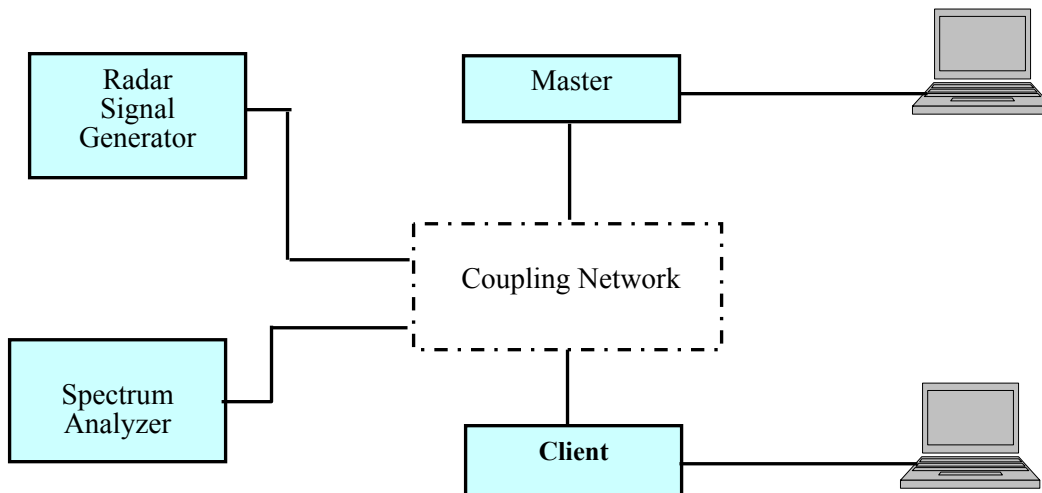 Radar
Signal
Generator
Master
Coupling Network
Spectrum
Analyzer
Client